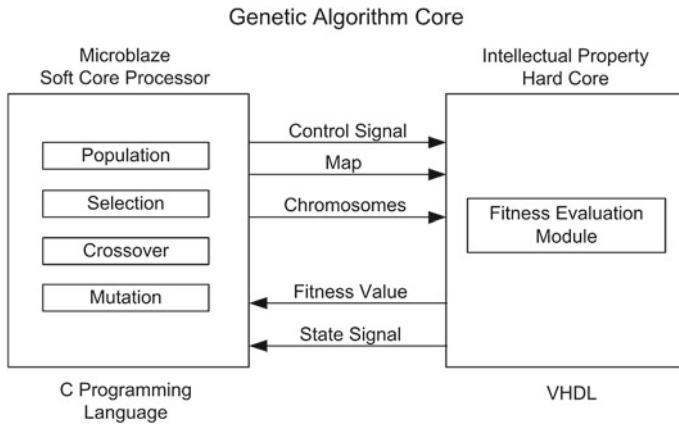 Genetic Algorithm Core
Microblaze
Soft Core Processor
Intellectual Property
Hard Core
Population
Selection
Crossover
Mutation
Control Signal
Map
Chromosomes
Fitness Value
State Signal
Fitness Evaluation
Module
C Programming
Language
VHDL